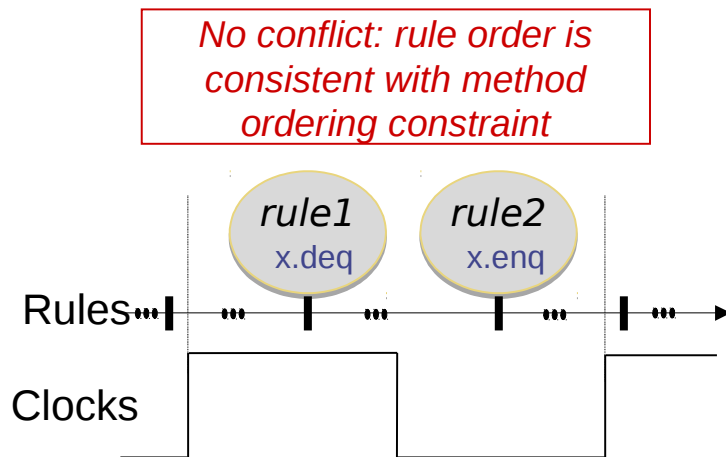 No conflict: rule order is
consistent with method
ordering constraint
rule1
x.deq
rule2
x.enq
Rules
Clocks